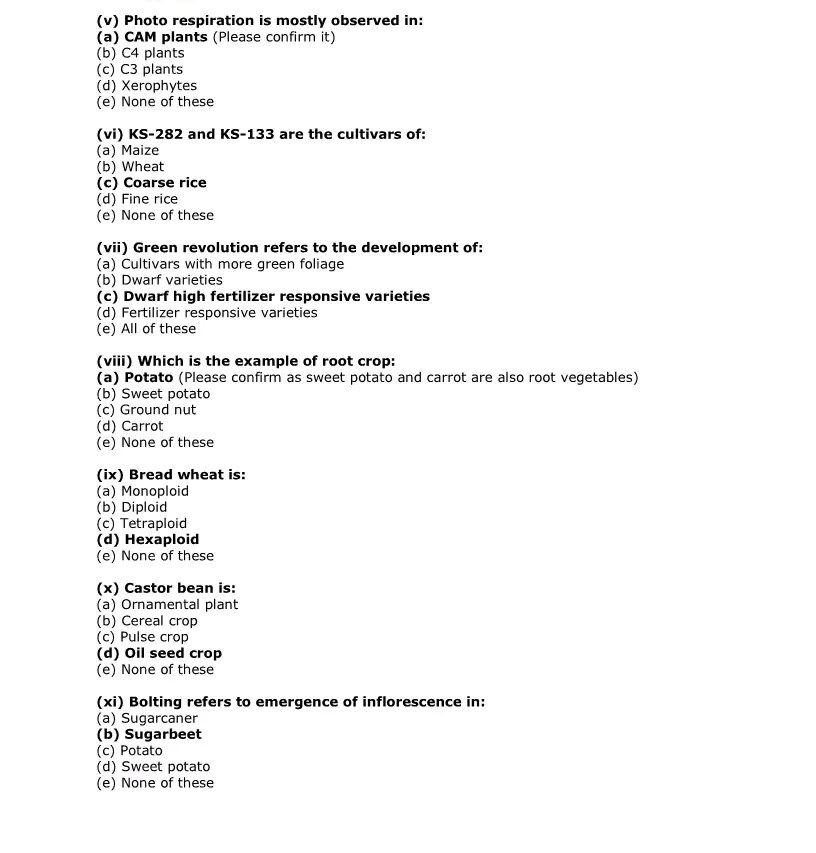 (v) Photo respiration is mostly observed in:
(a) CAM plants (Please confirm it)
(b) C4 plants
(c) C3 plants
(d) Xerophytes
(e) None of these
(vi) KS-282 and KS-133 are the cultivars of:
(a) Maize
(b) Wheat
(c) Coarse rice
(d) Fine rice
(e) None of these
(vii) Green revolution refers to the development of:
(a) Cultivars with more green foliage
(b) Dwarf varieties
(c) Dwarf high fertilizer responsive varieties
(d) Fertilizer responsive varieties
(e) All of these
(viii) Which is the example of root crop:
(a) Potato (Please confirm as sweet potato and carrot are also root vegetables)
(b) Sweet potato
(c) Ground nut
(d) Carrot
(e) None of these
(ix) Bread wheat is:
(a) Monoploid
(b) Diploid
(c) Tetraploid
(d) Hexaploid
(e) None of these
(x) Castor bean is:
(a) Ornamental plant
(b) Cereal crop
(c) Pulse crop
(d) Oil seed crop
(e) None of these
(xi) Bolting refers to emergence of inflorescence in:
(a) Sugarcaner
(b) Sugarbeet
(c) Potato
(d) Sweet potato
(e) None of these